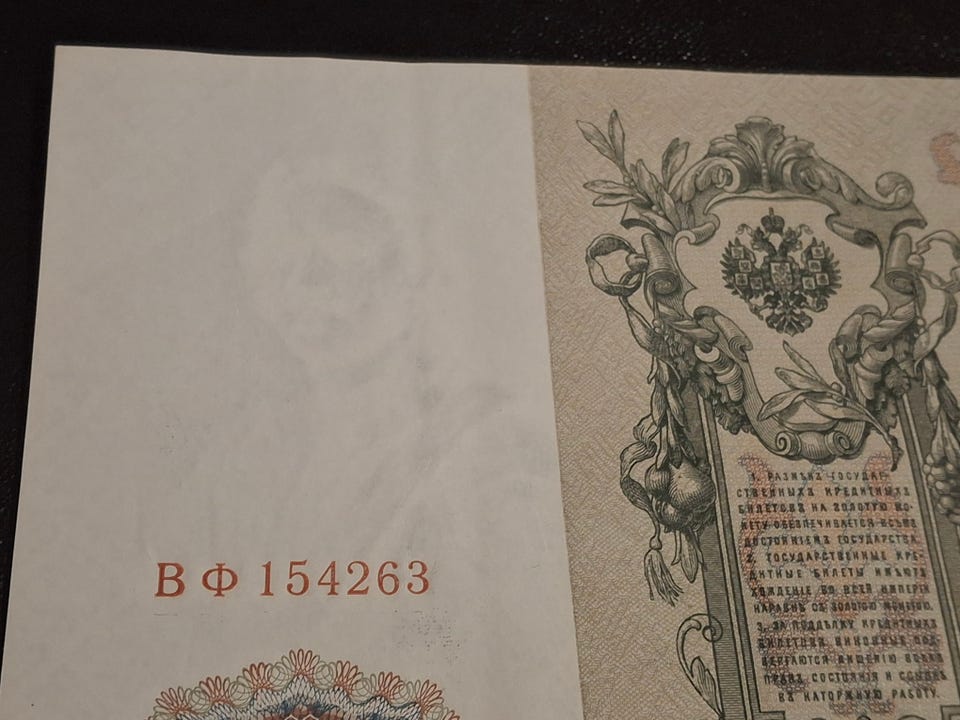 ВФ 154263
1. РАЗМѢНЪ ГОСУДАР-
СТВЕННЫХЪ КРЕДИТНЫХЪ
БИЛЕТОВЪ НА ЗОЛОТУЮ МО-
НЕТУ ОБЕЗПЕЧИВАЕТСЯ ВСѢМЪ
ДОСТОЯНІЕМЪ ГОСУДАРСТВА.
2. ГОСУДАРСТВЕННЫЕ КРЕ-
ДИТНЫЕ БИЛЕТЫ ИМѢЮТЪ
ХОЖДЕНІЕ ВО ВСЕЙ ИМПЕРІИ
НАРАВНѢ СЪ ЗОЛОТОЮ МОНЕТОЮ.
3. ЗА ПОДДѢЛКУ КРЕДИТНЫХЪ
БИЛЕТОВЪ ВИНОВНЫЕ ПОД-
ВЕРГАЮТСЯ ЛИШЕНІЮ ВСѢХЪ
ПРАВЪ СОСТОЯНІЯ И ССЫЛКѢ
ВЪ КАТОРЖНУЮ РАБОТУ.